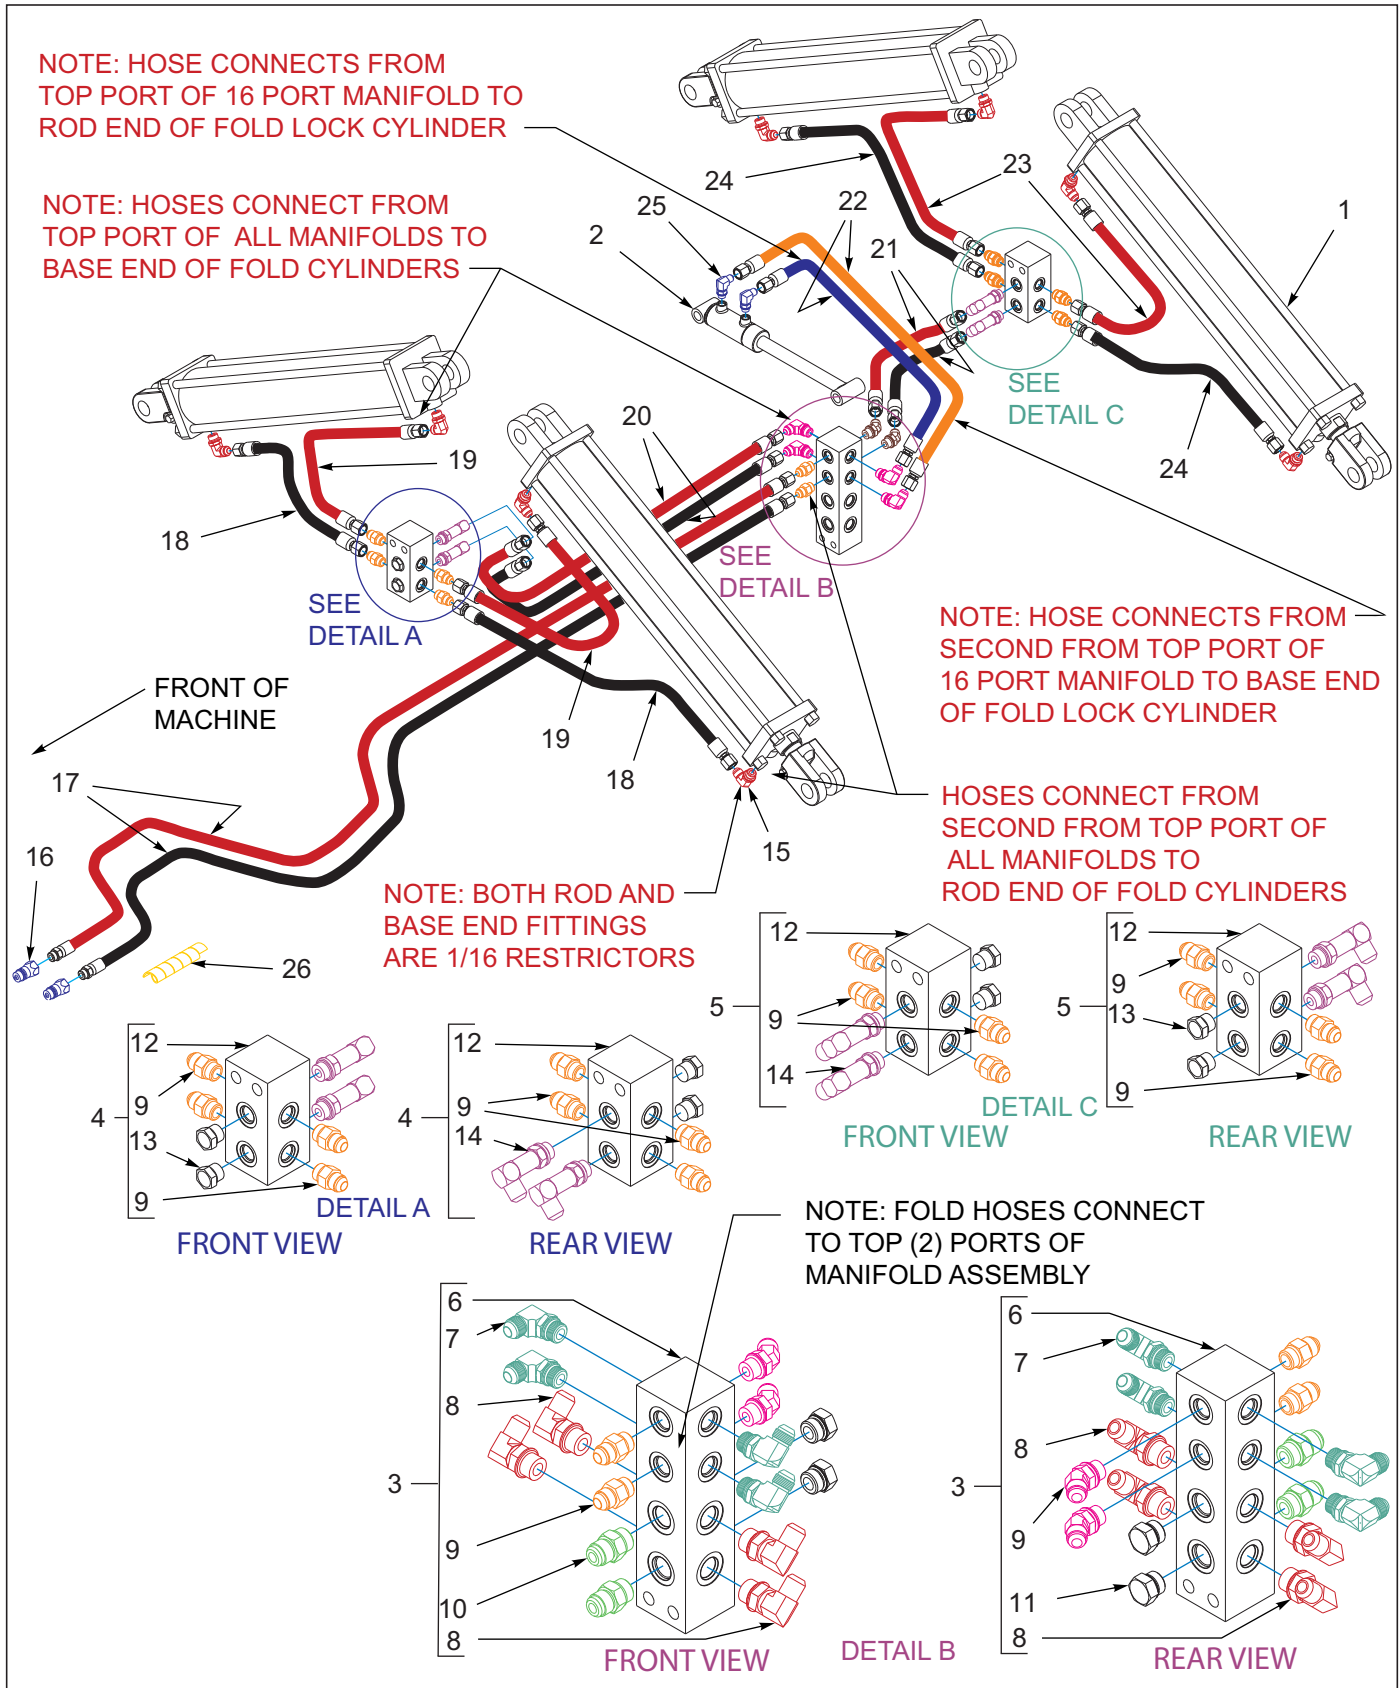 NOTE: HOSE CONNECTS FROM
TOP PORT OF 16 PORT MANIFOLD TO
ROD END OF FOLD LOCK CYLINDER
NOTE: HOSES CONNECT FROM
TOP PORT OF  ALL MANIFOLDS TO
BASE END OF FOLD CYLINDERS
24
23
1
2
25
22
21
SEE
DETAIL C
24
20
19
18
SEE
DETAIL A
SEE
DETAIL B
NOTE: HOSE CONNECTS FROM
SECOND FROM TOP PORT OF
16 PORT MANIFOLD TO BASE END
OF FOLD LOCK CYLINDER
FRONT OF
MACHINE
19
18
17
16
15
26
HOSES CONNECT FROM
SECOND FROM TOP PORT OF
ALL MANIFOLDS TO
ROD END OF FOLD CYLINDERS
NOTE: BOTH ROD AND
BASE END FITTINGS
ARE 1/16 RESTRICTORS
12
5
9
14
DETAIL C
FRONT VIEW
12
9
5
13
9
REAR VIEW
12
4
9
13
9
DETAIL A
FRONT VIEW
12
4
9
14
REAR VIEW
NOTE: FOLD HOSES CONNECT
TO TOP (2) PORTS OF
MANIFOLD ASSEMBLY
6
7
8
3
9
10
8
FRONT VIEW
DETAIL B
6
7
8
3
9
11
8
REAR VIEW